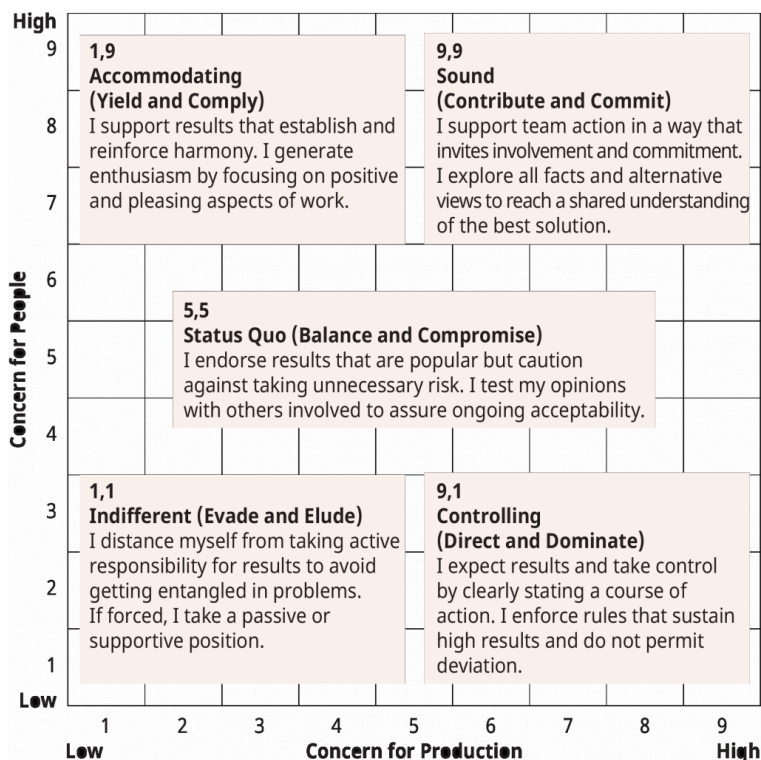 High
9
8
7
6
5
4
3
2
1
Low
Concern for People
1,9
Accommodating
(Yield and Comply)
I support results that establish and
reinforce harmony. I generate
enthusiasm by focusing on positive
and pleasing aspects of work.
9,9
Sound
(Contribute and Commit)
I support team action in a way that
invites involvement and commitment.
I explore all facts and alternative
views to reach a shared understanding
of the best solution.
5,5
Status Quo (Balance and Compromise)
I endorse results that are popular but caution
against taking unnecessary risk. I test my opinions
with others involved to assure ongoing acceptability.
1,1
Indifferent (Evade and Elude)
I distance myself from taking active
responsibility for results to avoid
getting entangled in problems.
If forced, I take a passive or
supportive position.
9,1
Controlling
(Direct and Dominate)
I expect results and take control
by clearly stating a course of
action. I enforce rules that sustain
high results and do not permit
deviation.
1 2 3 4 5 6 7 8 9
Low Concern for Production High